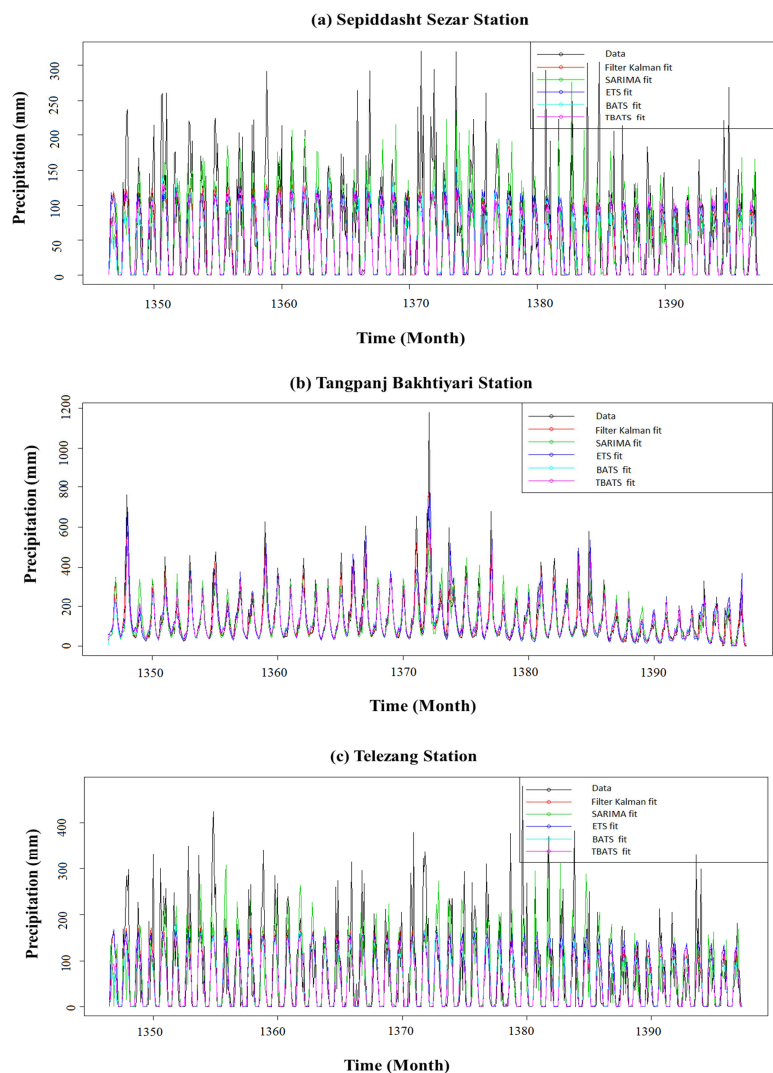 (a) Sepiddasht Sezar Station
Precipitation (mm)
0
50
100
150
200
250
300
Data
Filter Kalman fit
SARIMA fit
ETS fit
BATS fit
TBATS fit
1350
1360
1370
1380
1390
Time (Month)
(b) Tangpanj Bakhtiyari Station
Precipitation (mm)
0
200
400
600
800
1000
1200
Data
Filter Kalman fit
SARIMA fit
ETS fit
BATS fit
TBATS fit
1350
1360
1370
1380
1390
Time (Month)
(c) Telezang Station
Precipitation (mm)
0
100
200
300
400
Data
Filter Kalman fit
SARIMA fit
ETS fit
BATS fit
TBATS fit
1350
1360
1370
1380
1390
Time (Month)